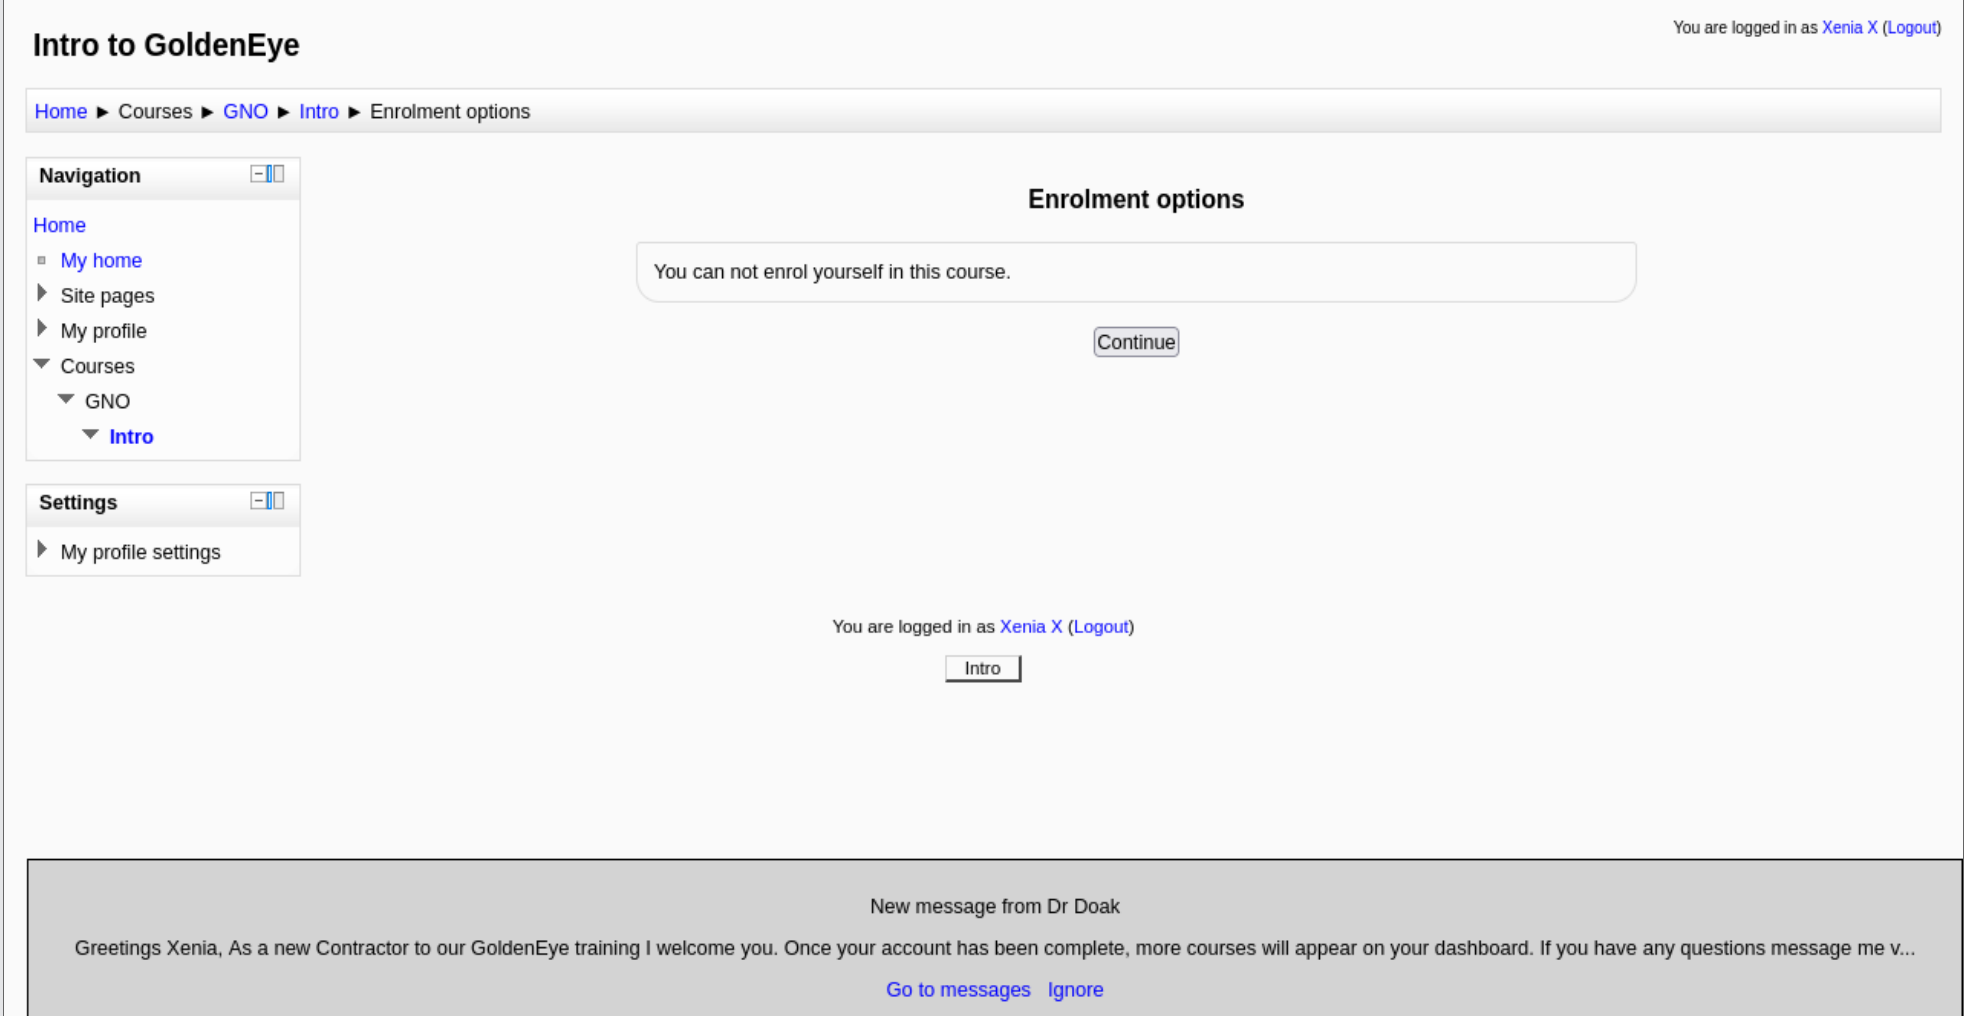 Intro to GoldenEye
You are logged in as Xenia X (Logout)
Home ► Courses ► GNO ► Intro ► Enrolment options
Navigation
Home
My home
Site pages
My profile
Courses
GNO
Intro
Settings
My profile settings
Enrolment options
You can not enrol yourself in this course.
Continue
You are logged in as Xenia X (Logout)
Intro
New message from Dr Doak
Greetings Xenia, As a new Contractor to our GoldenEye training I welcome you. Once your account has been complete, more courses will appear on your dashboard. If you have any questions message me v...
Go to messages Ignore